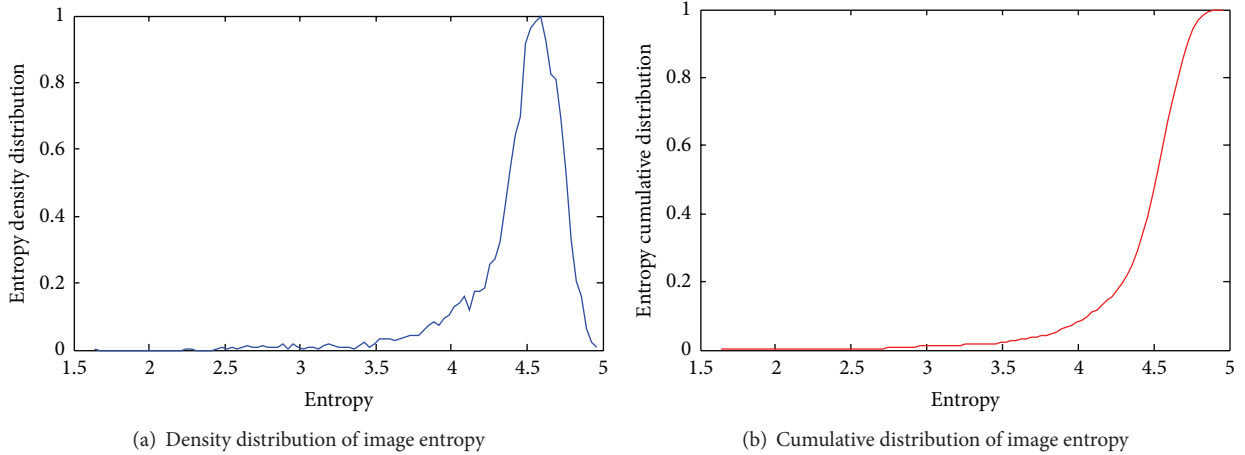 1
0.8
0.6
0.4
0.2
0
1.5 2 2.5 3 3.5 4 4.5 5
Entropy density distribution
Entropy
(a) Density distribution of image entropy
1
0.8
0.6
0.4
0.2
0
1.5 2 2.5 3 3.5 4 4.5 5
Entropy cumulative distribution
Entropy
(b) Cumulative distribution of image entropy